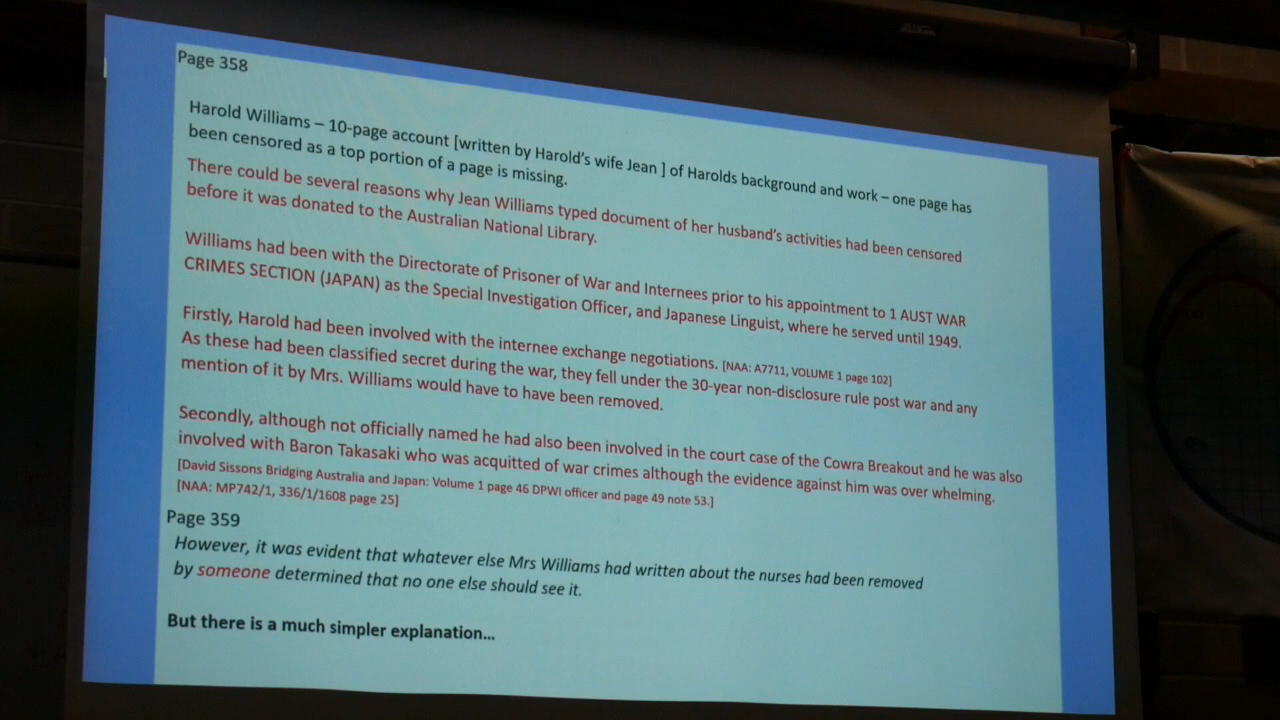 Page 358
Harold Williams – 10-page account [written by Harold's wife Jean ] of Harolds background and work – one page has
been censored as a top portion of a page is missing.
There could be several reasons why Jean Williams typed document of her husband's activities had been censored
before it was donated to the Australian National Library.
Williams had been with the Directorate of Prisoner of War and Internees prior to his appointment to 1 AUST WAR
CRIMES SECTION (JAPAN) as the Special Investigation Officer, and Japanese Linguist, where he served until 1949.
Firstly, Harold had been involved with the internee exchange negotiations. [NAA: A7711, VOLUME 1 page 102]
As these had been classified secret during the war, they fell under the 30-year non-disclosure rule post war and any
mention of it by Mrs. Williams would have to have been removed.
Secondly, although not officially named he had also been involved in the court case of the Cowra Breakout and he was also
involved with Baron Takasaki who was acquitted of war crimes although the evidence against him was over whelming.
[David Sissons Bridging Australia and Japan: Volume 1 page 46 DPWI officer and page 49 note 53.]
[NAA: MP742/1, 336/1/1608 page 25]
Page 359
However, it was evident that whatever else Mrs Williams had written about the nurses had been removed
by someone determined that no one else should see it.
But there is a much simpler explanation...